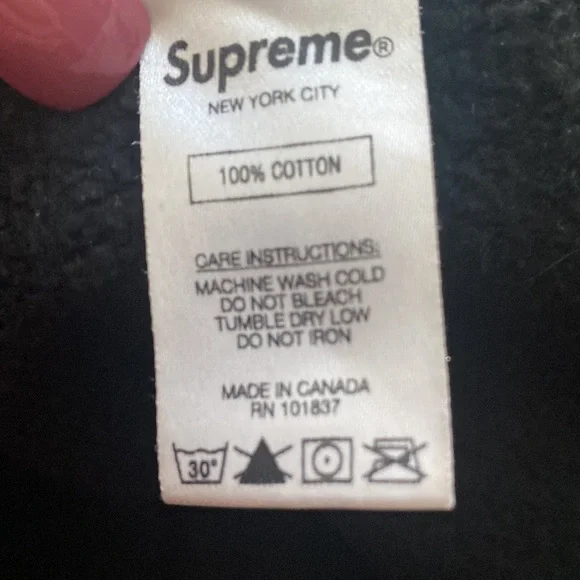 Supreme®
NEW YORK CITY
100% COTTON
CARE INSTRUCTIONS:
MACHINE WASH COLD
DO NOT BLEACH
TUMBLE DRY LOW
DO NOT IRON
MADE IN CANADA
RN 101837
30°